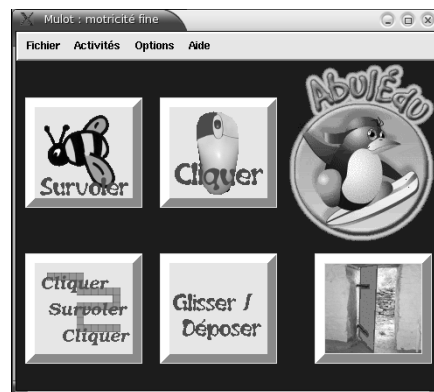 Mulot : motricité fine
Fichier Activités Options Aide
AbulÉdu
Survoler
Cliquer
Cliquer
Survoler
Cliquer
Glisser /
Déposer